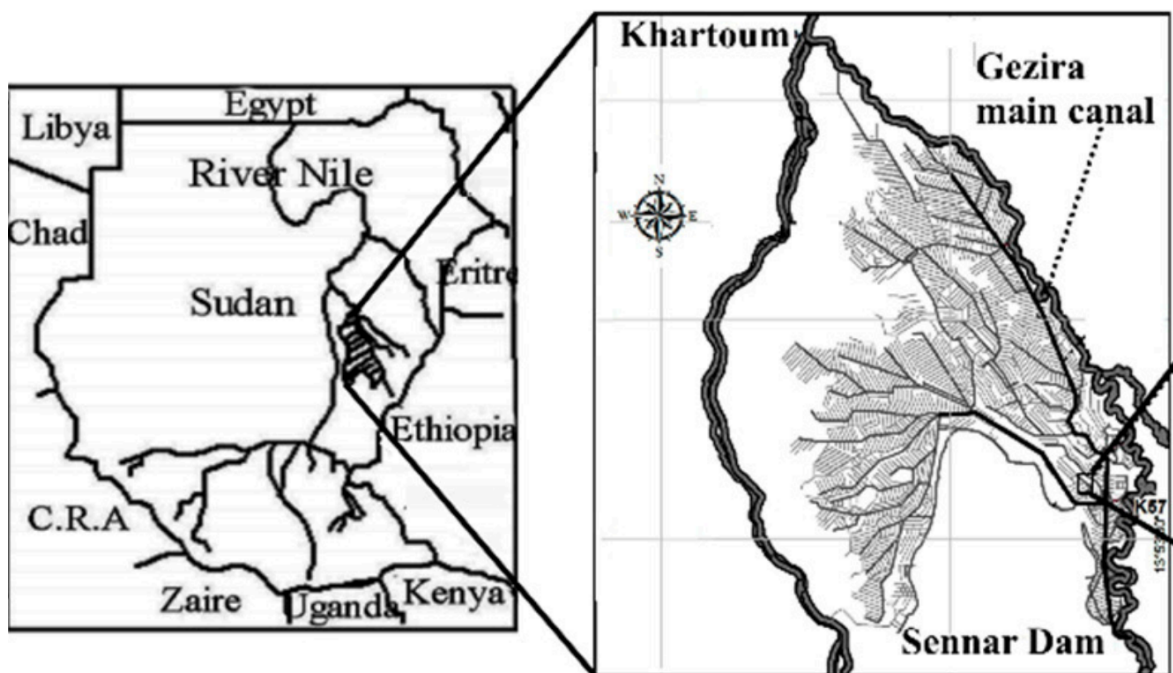 Egypt
Libya
River Nile
Chad
Eritre
Sudan
Ethiopia
C.R.A
Zaire
Uganda
Kenya
Khartoum
Gezira
main canal
N
W
E
S
K57
Sennar Dam